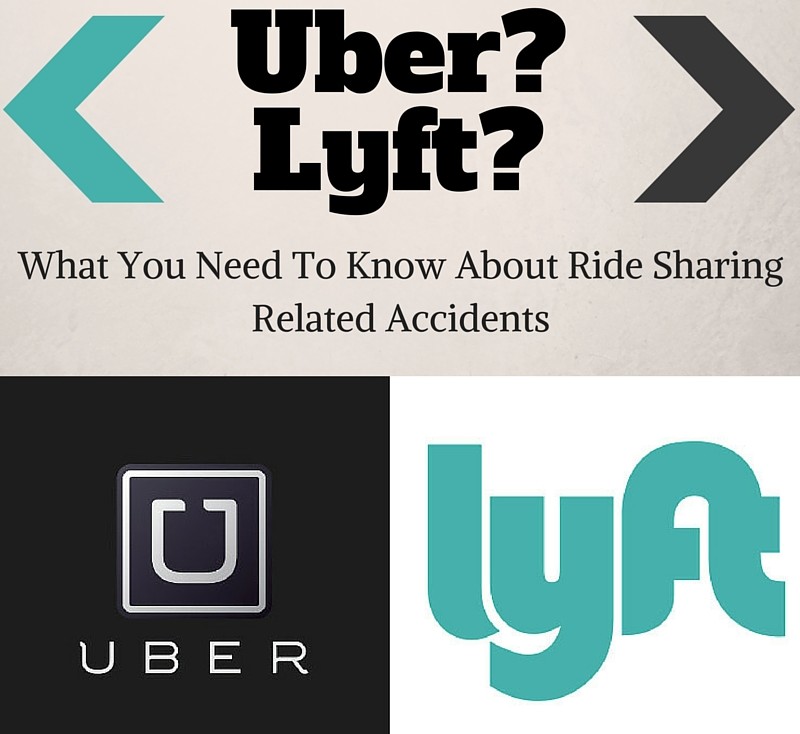 Uber?
Lyft?
What You Need To Know About Ride Sharing
Related Accidents
U
UBER
lyft